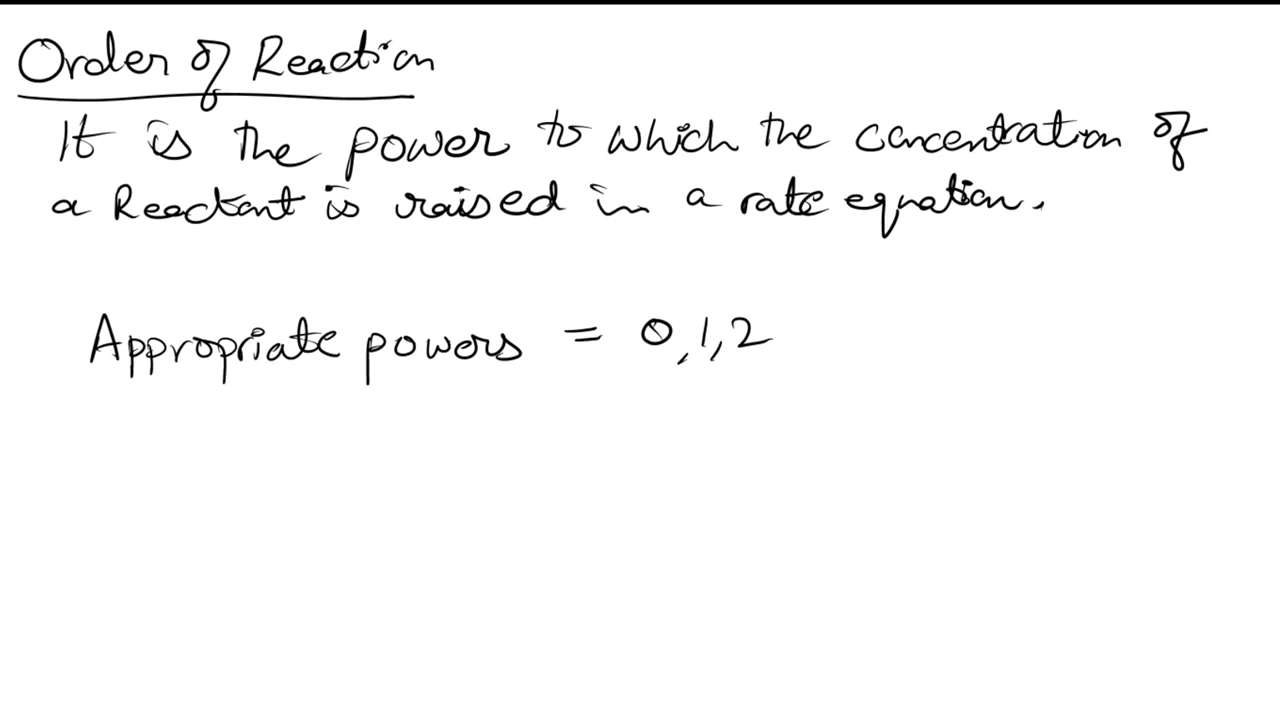 Order of Reaction
It is the power to which the concentration of
a Reactant is raised in a rate equation.
Appropriate powers = 0,1,2